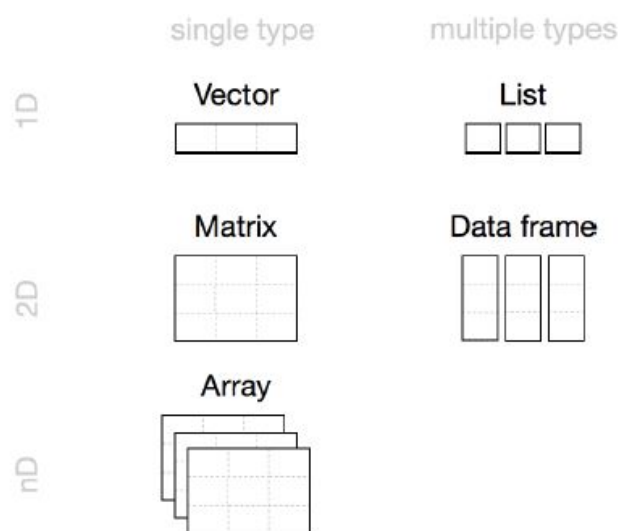 single type
multiple types
1D
Vector
List
2D
Matrix
Data frame
nD
Array